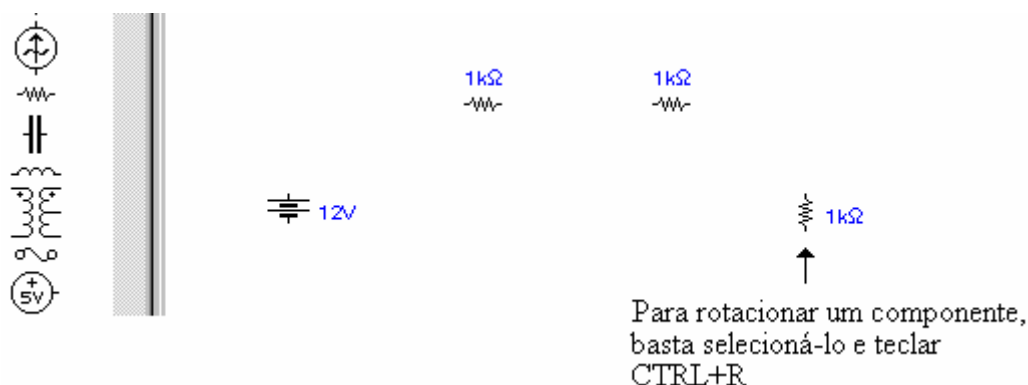 1kΩ 1kΩ
12V 1kΩ
5V
Para rotacionar um componente,
basta selecioná-lo e teclar
CTRL+R